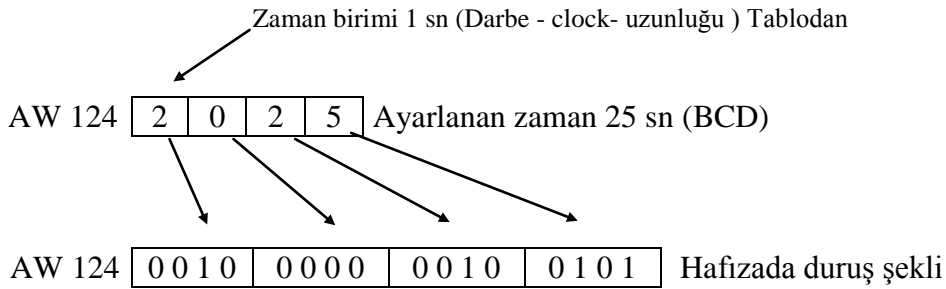 Zaman birimi 1 sn (Darbe - clock- uzunluğu ) Tablodan
AW 124 2 0 2 5 Ayarlanan zaman 25 sn (BCD)
AW 124 0 0 1 0 0 0 0 0 0 0 1 0 0 1 0 1 Hafızada duruş şekli